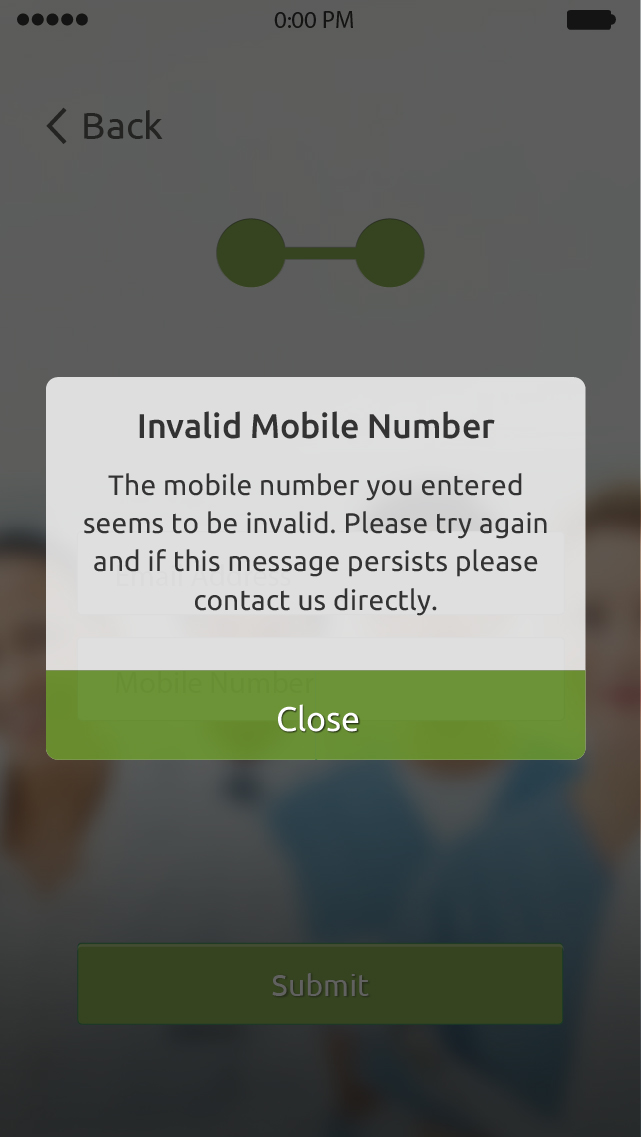 0:00 PM
Back
Invalid Mobile Number
The mobile number you entered
seems to be invalid. Please try again
and if this message persists please
Email Address
contact us directly.
Mobile Number
Close
Submit